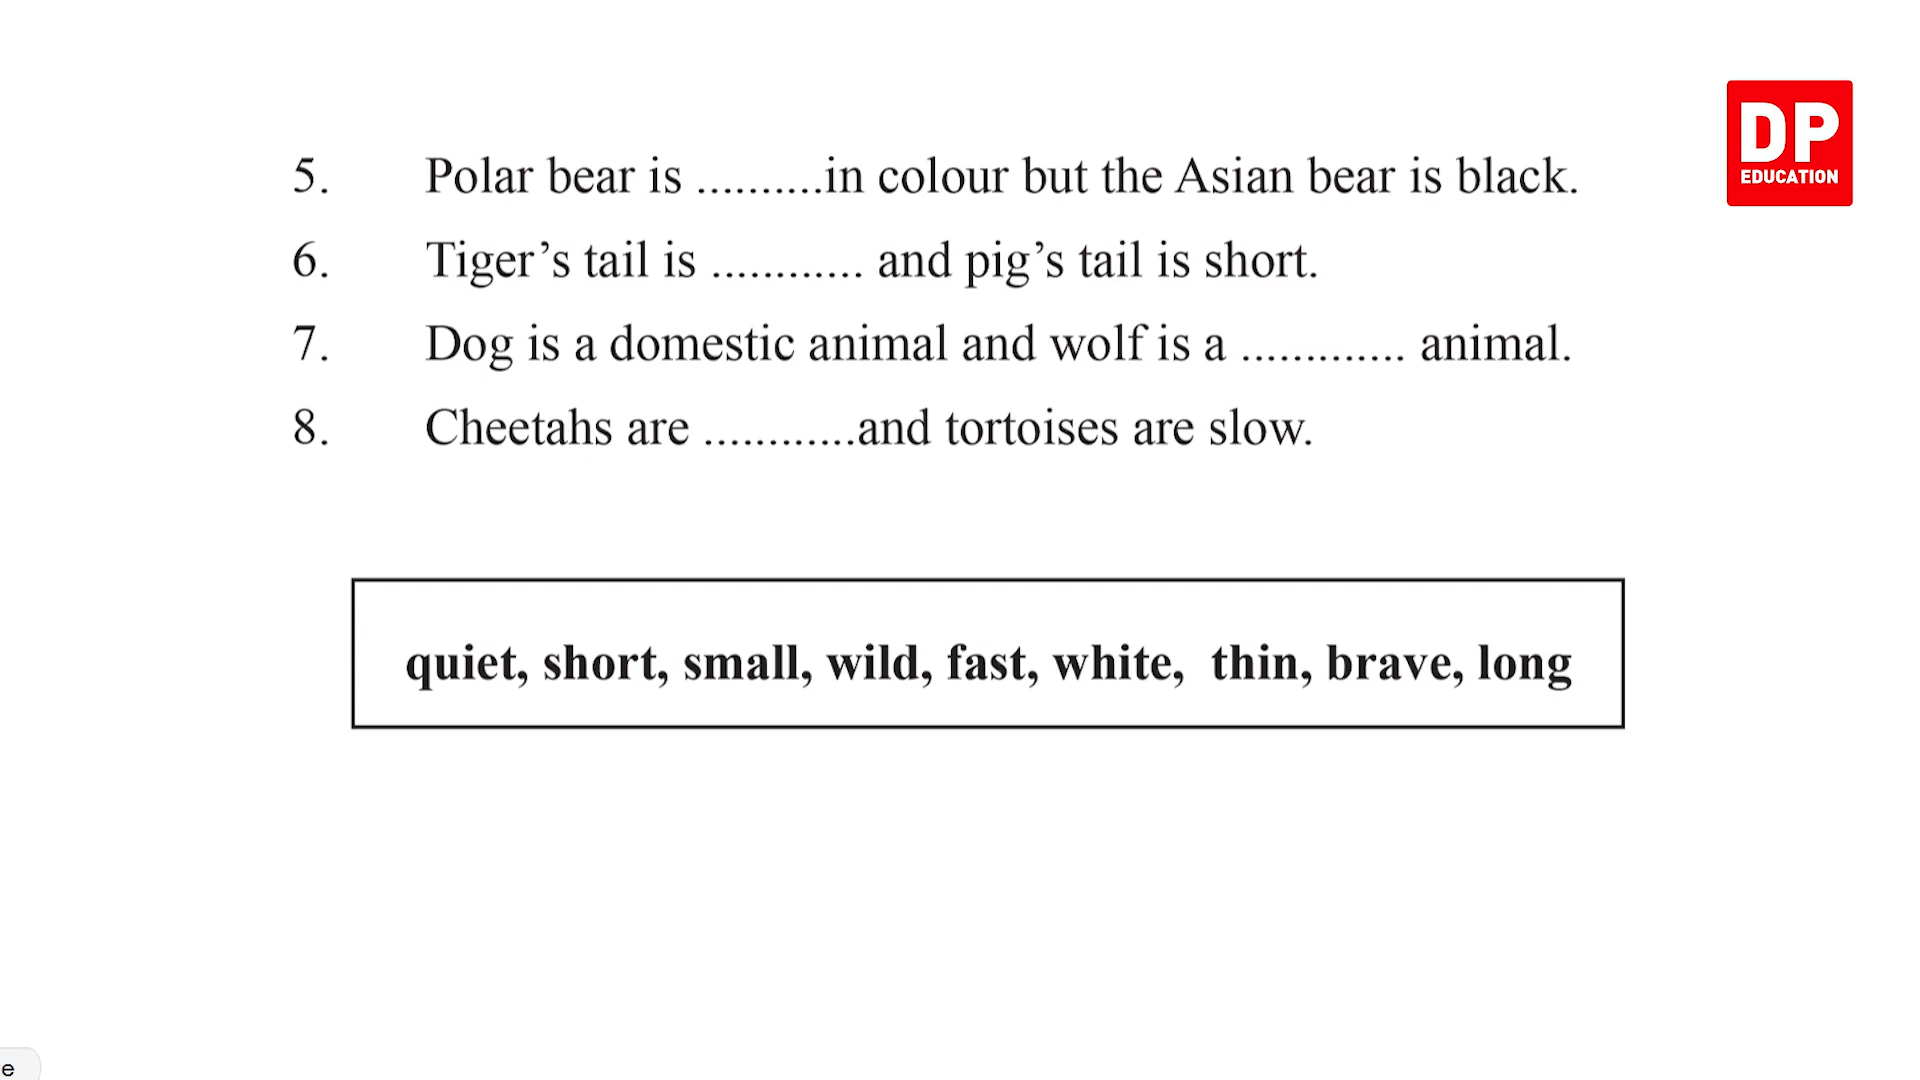 DP
EDUCATION
5. Polar bear is ..........in colour but the Asian bear is black.
6. Tiger’s tail is ............ and pig’s tail is short.
7. Dog is a domestic animal and wolf is a ............. animal.
8. Cheetahs are ............and tortoises are slow.
quiet, short, small, wild, fast, white, thin, brave, long
e